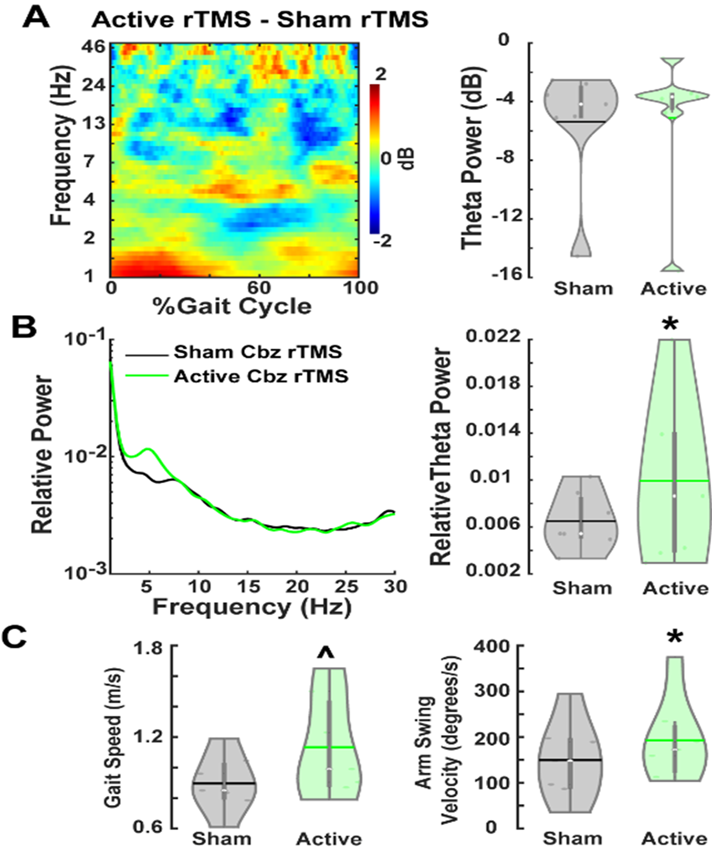 A Active rTMS - Sham rTMS
46
24
13
7
4
2
1
Frequency (Hz)
0 60 100
%Gait Cycle
2
0
-2
dB
0
-4
-8
-12
-16
Theta Power (dB)
Sham Active
B
10-1
10-2
10-3
Relative Power
Sham Cbz rTMS
Active Cbz rTMS
5 10 15 20 25 30
Frequency (Hz)
*
0.022
0.018
0.014
0.01
0.006
0.002
RelativeTheta Power
Sham Active
C
^
1.8
1.2
0.6
Gait Speed (m/s)
Sham Active
*
400
300
200
100
0
Arm Swing
Velocity (degrees/s)
Sham Active